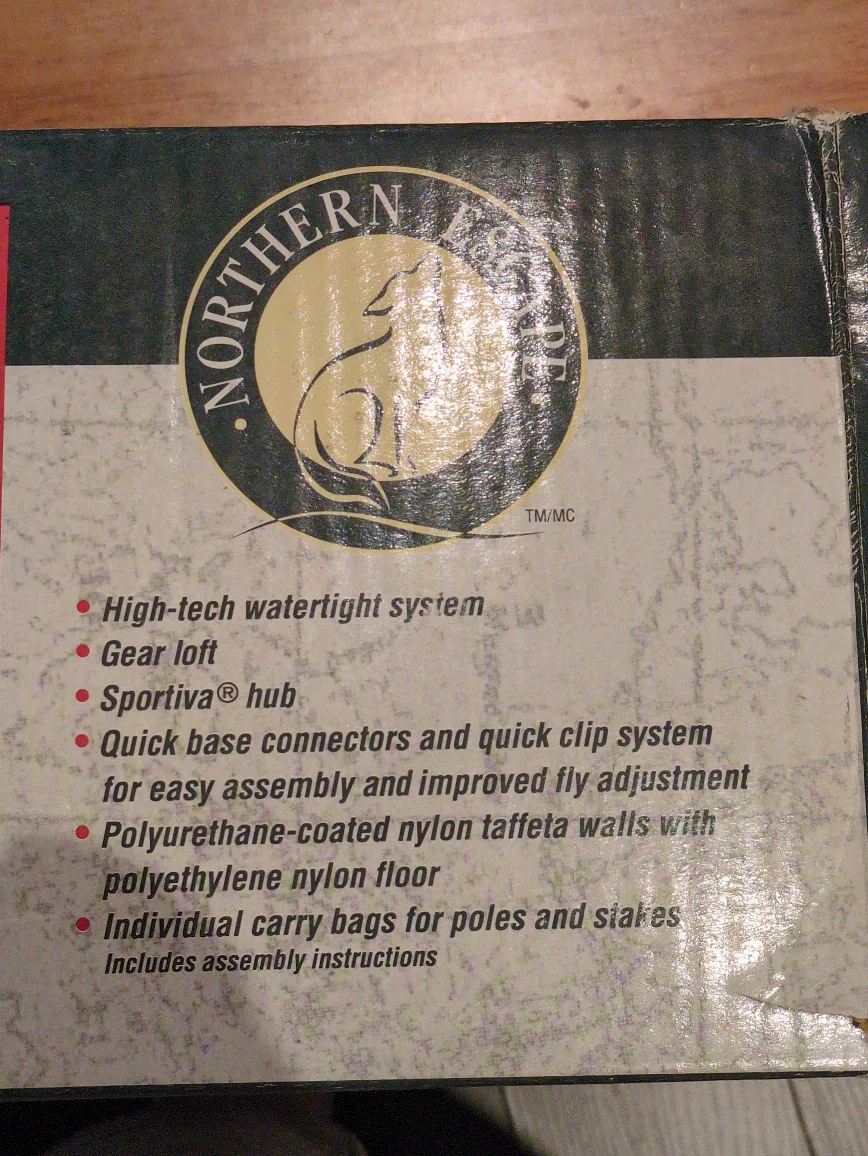 · NORTHERN ESCAPE ·
TM/MC
• High-tech watertight system
• Gear loft
• Sportiva® hub
• Quick base connectors and quick clip system
for easy assembly and improved fly adjustment
• Polyurethane-coated nylon taffeta walls with
polyethylene nylon floor
• Individual carry bags for poles and stakes
Includes assembly instructions